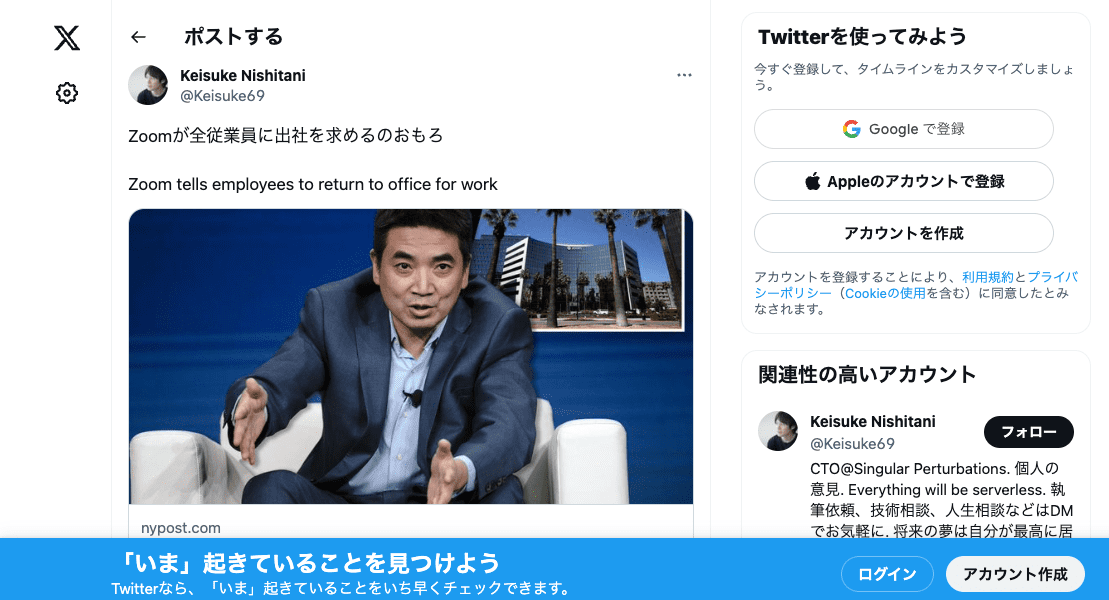 ポストする
Keisuke Nishitani
@Keisuke69
Zoomが全従業員に出社を求めるのおもろ
Zoom tells employees to return to office for work
nypost.com
Twitterを使ってみよう
今すぐ登録して、タイムラインをカスタマイズしましょ
う。
Google で登録
Appleのアカウントで登録
アカウントを作成
アカウントを登録することにより、利用規約とプライバ
シーポリシー（Cookieの使用を含む）に同意したとみ
なされます。
関連性の高いアカウント
Keisuke Nishitani
@Keisuke69
フォロー
CTO@Singular Perturbations. 個人の
意見. Everything will be serverless. 執
筆依頼、技術相談、人生相談などはDM
でお気軽に. 将来の夢は自分が最高に居
「いま」起きていることを見つけよう
Twitterなら、「いま」起きていることをいち早くチェックできます。
ログイン
アカウント作成